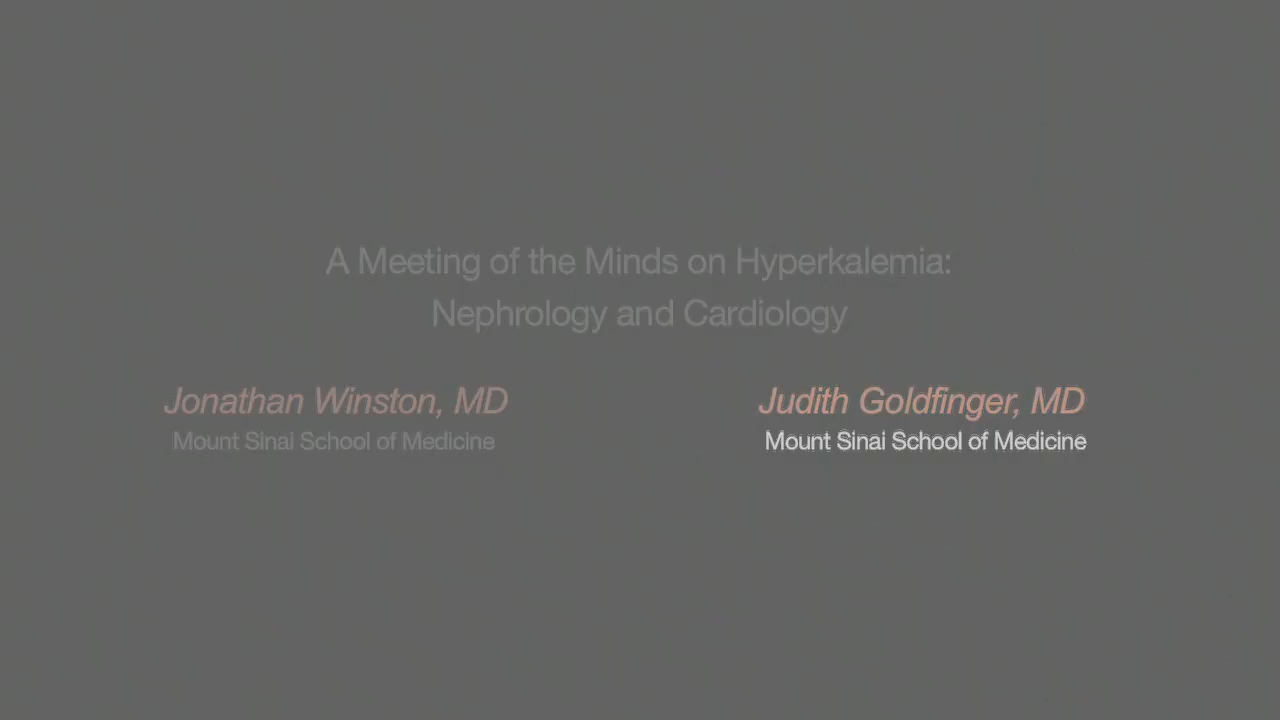 A Meeting of the Minds on Hyperkalemia:
Nephrology and Cardiology
Jonathan Winston, MD
Mount Sinai School of Medicine
Judith Goldfinger, MD
Mount Sinai School of Medicine